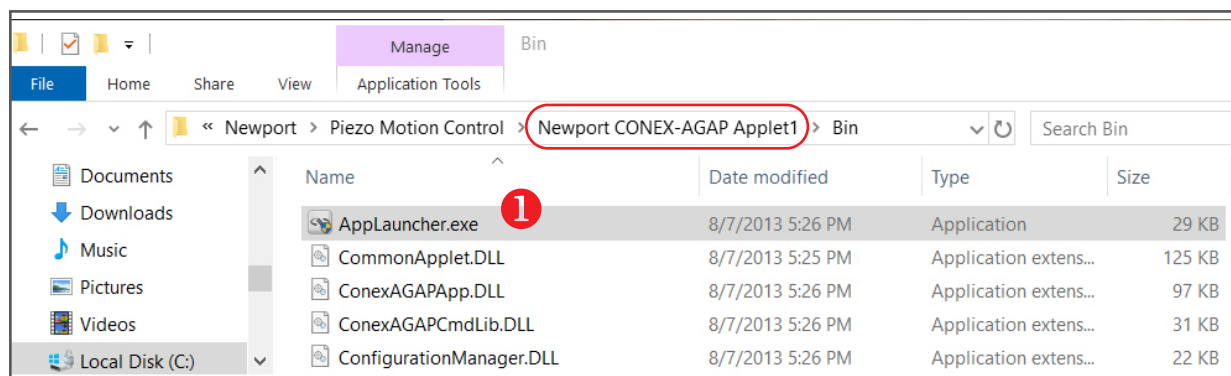 Manage Bin
File Home Share View Application Tools
« Newport > Piezo Motion Control > Newport CONEX-AGAP Applet1 > Bin Search Bin
Documents Name Date modified Type Size
Downloads AppLauncher.exe 1 8/7/2013 5:26 PM Application 29 KB
Music CommonApplet.DLL 8/7/2013 5:25 PM Application extens... 125 KB
Pictures ConexAGAPApp.DLL 8/7/2013 5:26 PM Application extens... 97 KB
Videos ConexAGAPCmdLib.DLL 8/7/2013 5:26 PM Application extens... 31 KB
Local Disk (C:) ConfigurationManager.DLL 8/7/2013 5:26 PM Application extens... 22 KB